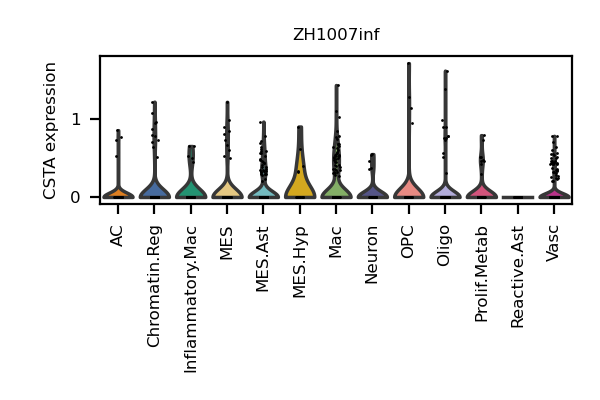 ZH1007inf
CSTA expression
1
0
AC
Chromatin.Reg
Inflammatory.Mac
MES
MES.Ast
MES.Hyp
Mac
Neuron
OPC
Oligo
Prolif.Metab
Reactive.Ast
Vasc